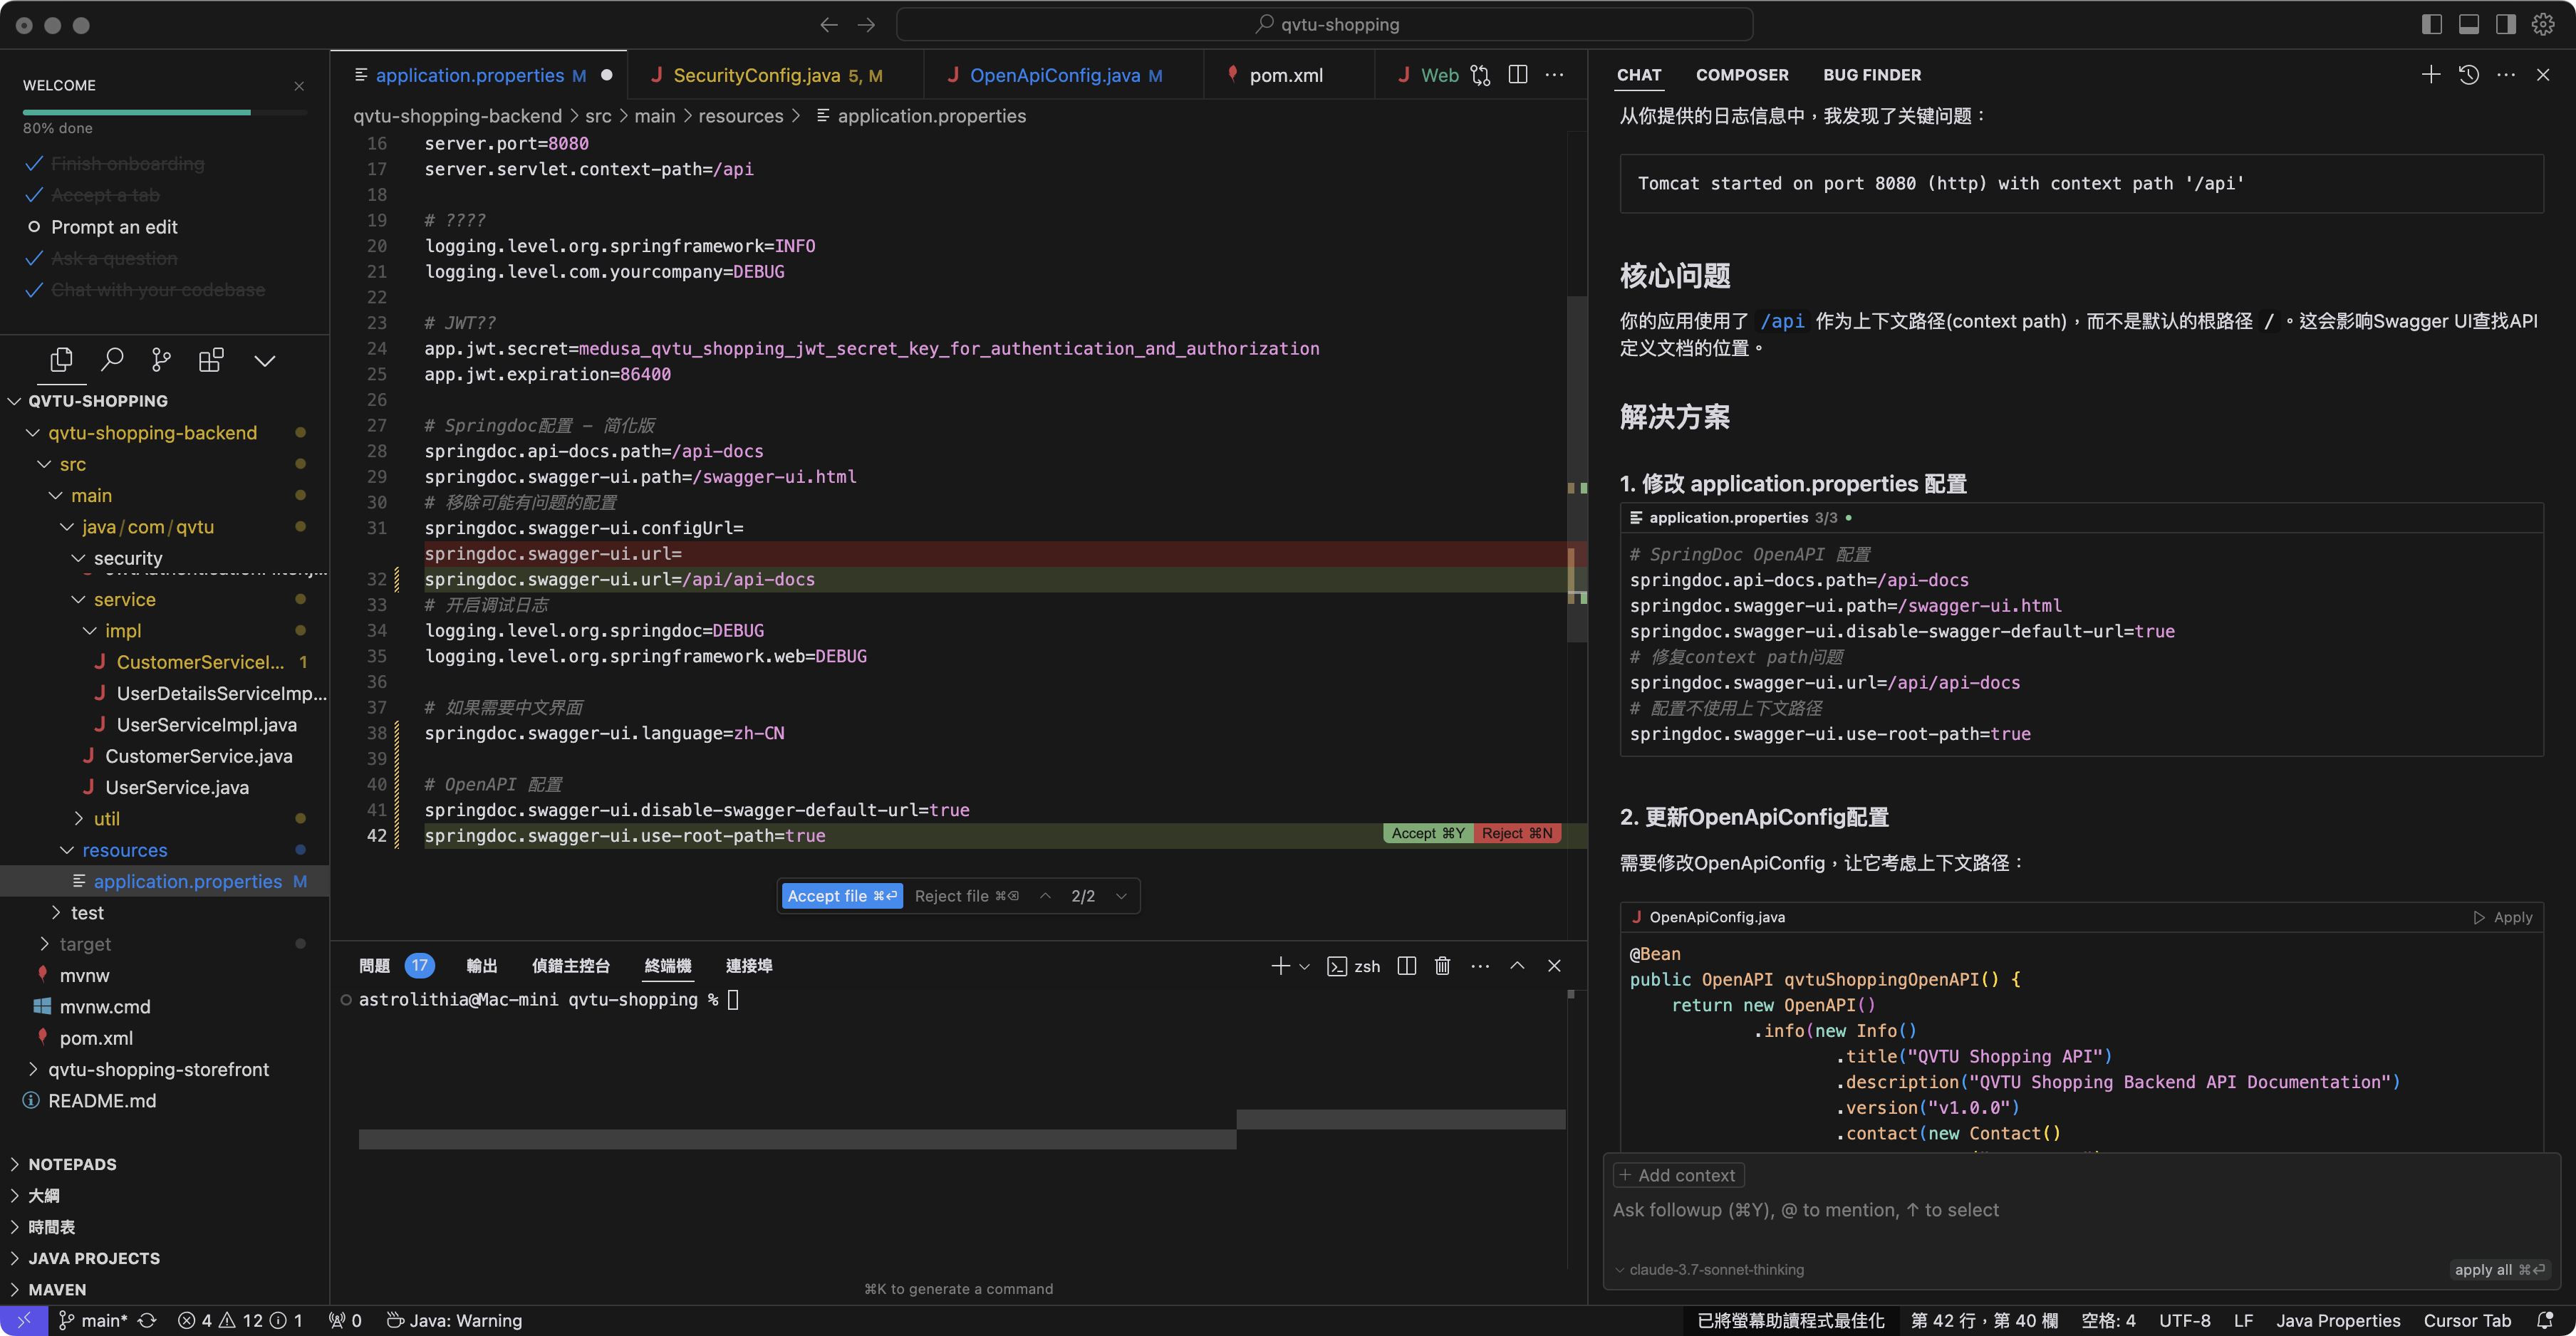 qvtu-shopping
WELCOME
80% done
Finish onboarding
Accept a tab
Prompt an edit
Ask a question
Chat with your codebase
QVTU-SHOPPING
qvtu-shopping-backend
src
main
java/com/qvtu
security
service
impl
CustomerServiceI... 1
UserDetailsServiceImp...
UserServiceImpl.java
CustomerService.java
UserService.java
util
resources
application.properties M
test
target
mvnw
mvnw.cmd
pom.xml
qvtu-shopping-storefront
README.md
NOTEPADS
大綱
時間表
JAVA PROJECTS
MAVEN
application.properties M
SecurityConfig.java 5, M
OpenApiConfig.java M
pom.xml
Web
qvtu-shopping-backend > src > main > resources > application.properties
16 server.port=8080
17 server.servlet.context-path=/api
18
19 # ????
20 logging.level.org.springframework=INFO
21 logging.level.com.yourcompany=DEBUG
22
23 # JWT??
24 app.jwt.secret=medusa_qvtu_shopping_jwt_secret_key_for_authentication_and_authorization
25 app.jwt.expiration=86400
26
27 # Springdoc配置 - 简化版
28 springdoc.api-docs.path=/api-docs
29 springdoc.swagger-ui.path=/swagger-ui.html
30 # 移除可能有问题的配置
31 springdoc.swagger-ui.configUrl=
springdoc.swagger-ui.url=
32 springdoc.swagger-ui.url=/api/api-docs
33 # 开启调试日志
34 logging.level.org.springdoc=DEBUG
35 logging.level.org.springframework.web=DEBUG
36
37 # 如果需要中文界面
38 springdoc.swagger-ui.language=zh-CN
39
40 # OpenAPI 配置
41 springdoc.swagger-ui.disable-swagger-default-url=true
42 springdoc.swagger-ui.use-root-path=true
Accept ⌘Y Reject ⌘N
Accept file ⌘⏎ Reject file ⌘⌫ 2/2
問題 17 輸出 偵錯主控台 終端機 連接埠
zsh
astrolithia@Mac-mini qvtu-shopping %
⌘K to generate a command
CHAT COMPOSER BUG FINDER
从你提供的日志信息中，我发现了关键问题：
Tomcat started on port 8080 (http) with context path '/api'
核心问题
你的应用使用了 /api 作为上下文路径(context path)，而不是默认的根路径 / 。这会影响Swagger UI查找API
定义文档的位置。
解决方案
1. 修改 application.properties 配置
application.properties 3/3
# SpringDoc OpenAPI 配置
springdoc.api-docs.path=/api-docs
springdoc.swagger-ui.path=/swagger-ui.html
springdoc.swagger-ui.disable-swagger-default-url=true
# 修复context path问题
springdoc.swagger-ui.url=/api/api-docs
# 配置不使用上下文路径
springdoc.swagger-ui.use-root-path=true
2. 更新OpenApiConfig配置
需要修改OpenApiConfig，让它考虑上下文路径：
OpenApiConfig.java Apply
@Bean
public OpenAPI qvtuShoppingOpenAPI() {
return new OpenAPI()
.info(new Info()
.title("QVTU Shopping API")
.description("QVTU Shopping Backend API Documentation")
.version("v1.0.0")
.contact(new Contact()
+ Add context
Ask followup (⌘Y), @ to mention, ↑ to select
claude-3.7-sonnet-thinking
apply all ⌘⏎
main* 4 12 1 0 Java: Warning
已將螢幕助讀程式最佳化 第 42 行，第 40 欄 空格: 4 UTF-8 LF Java Properties Cursor Tab